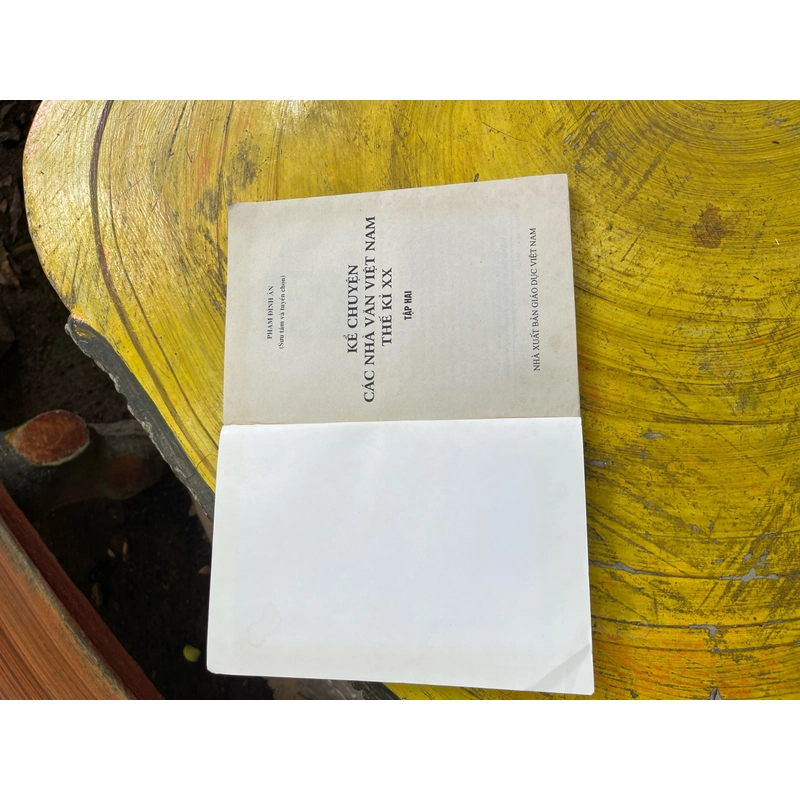 PHẠM ĐÌNH ÂN
(Sưu tầm và tuyển chọn)
KỂ CHUYỆN
CÁC NHÀ VĂN VIỆT NAM
THẾ KỈ XX
TẬP HAI
NHÀ XUẤT BẢN GIÁO DỤC VIỆT NAM